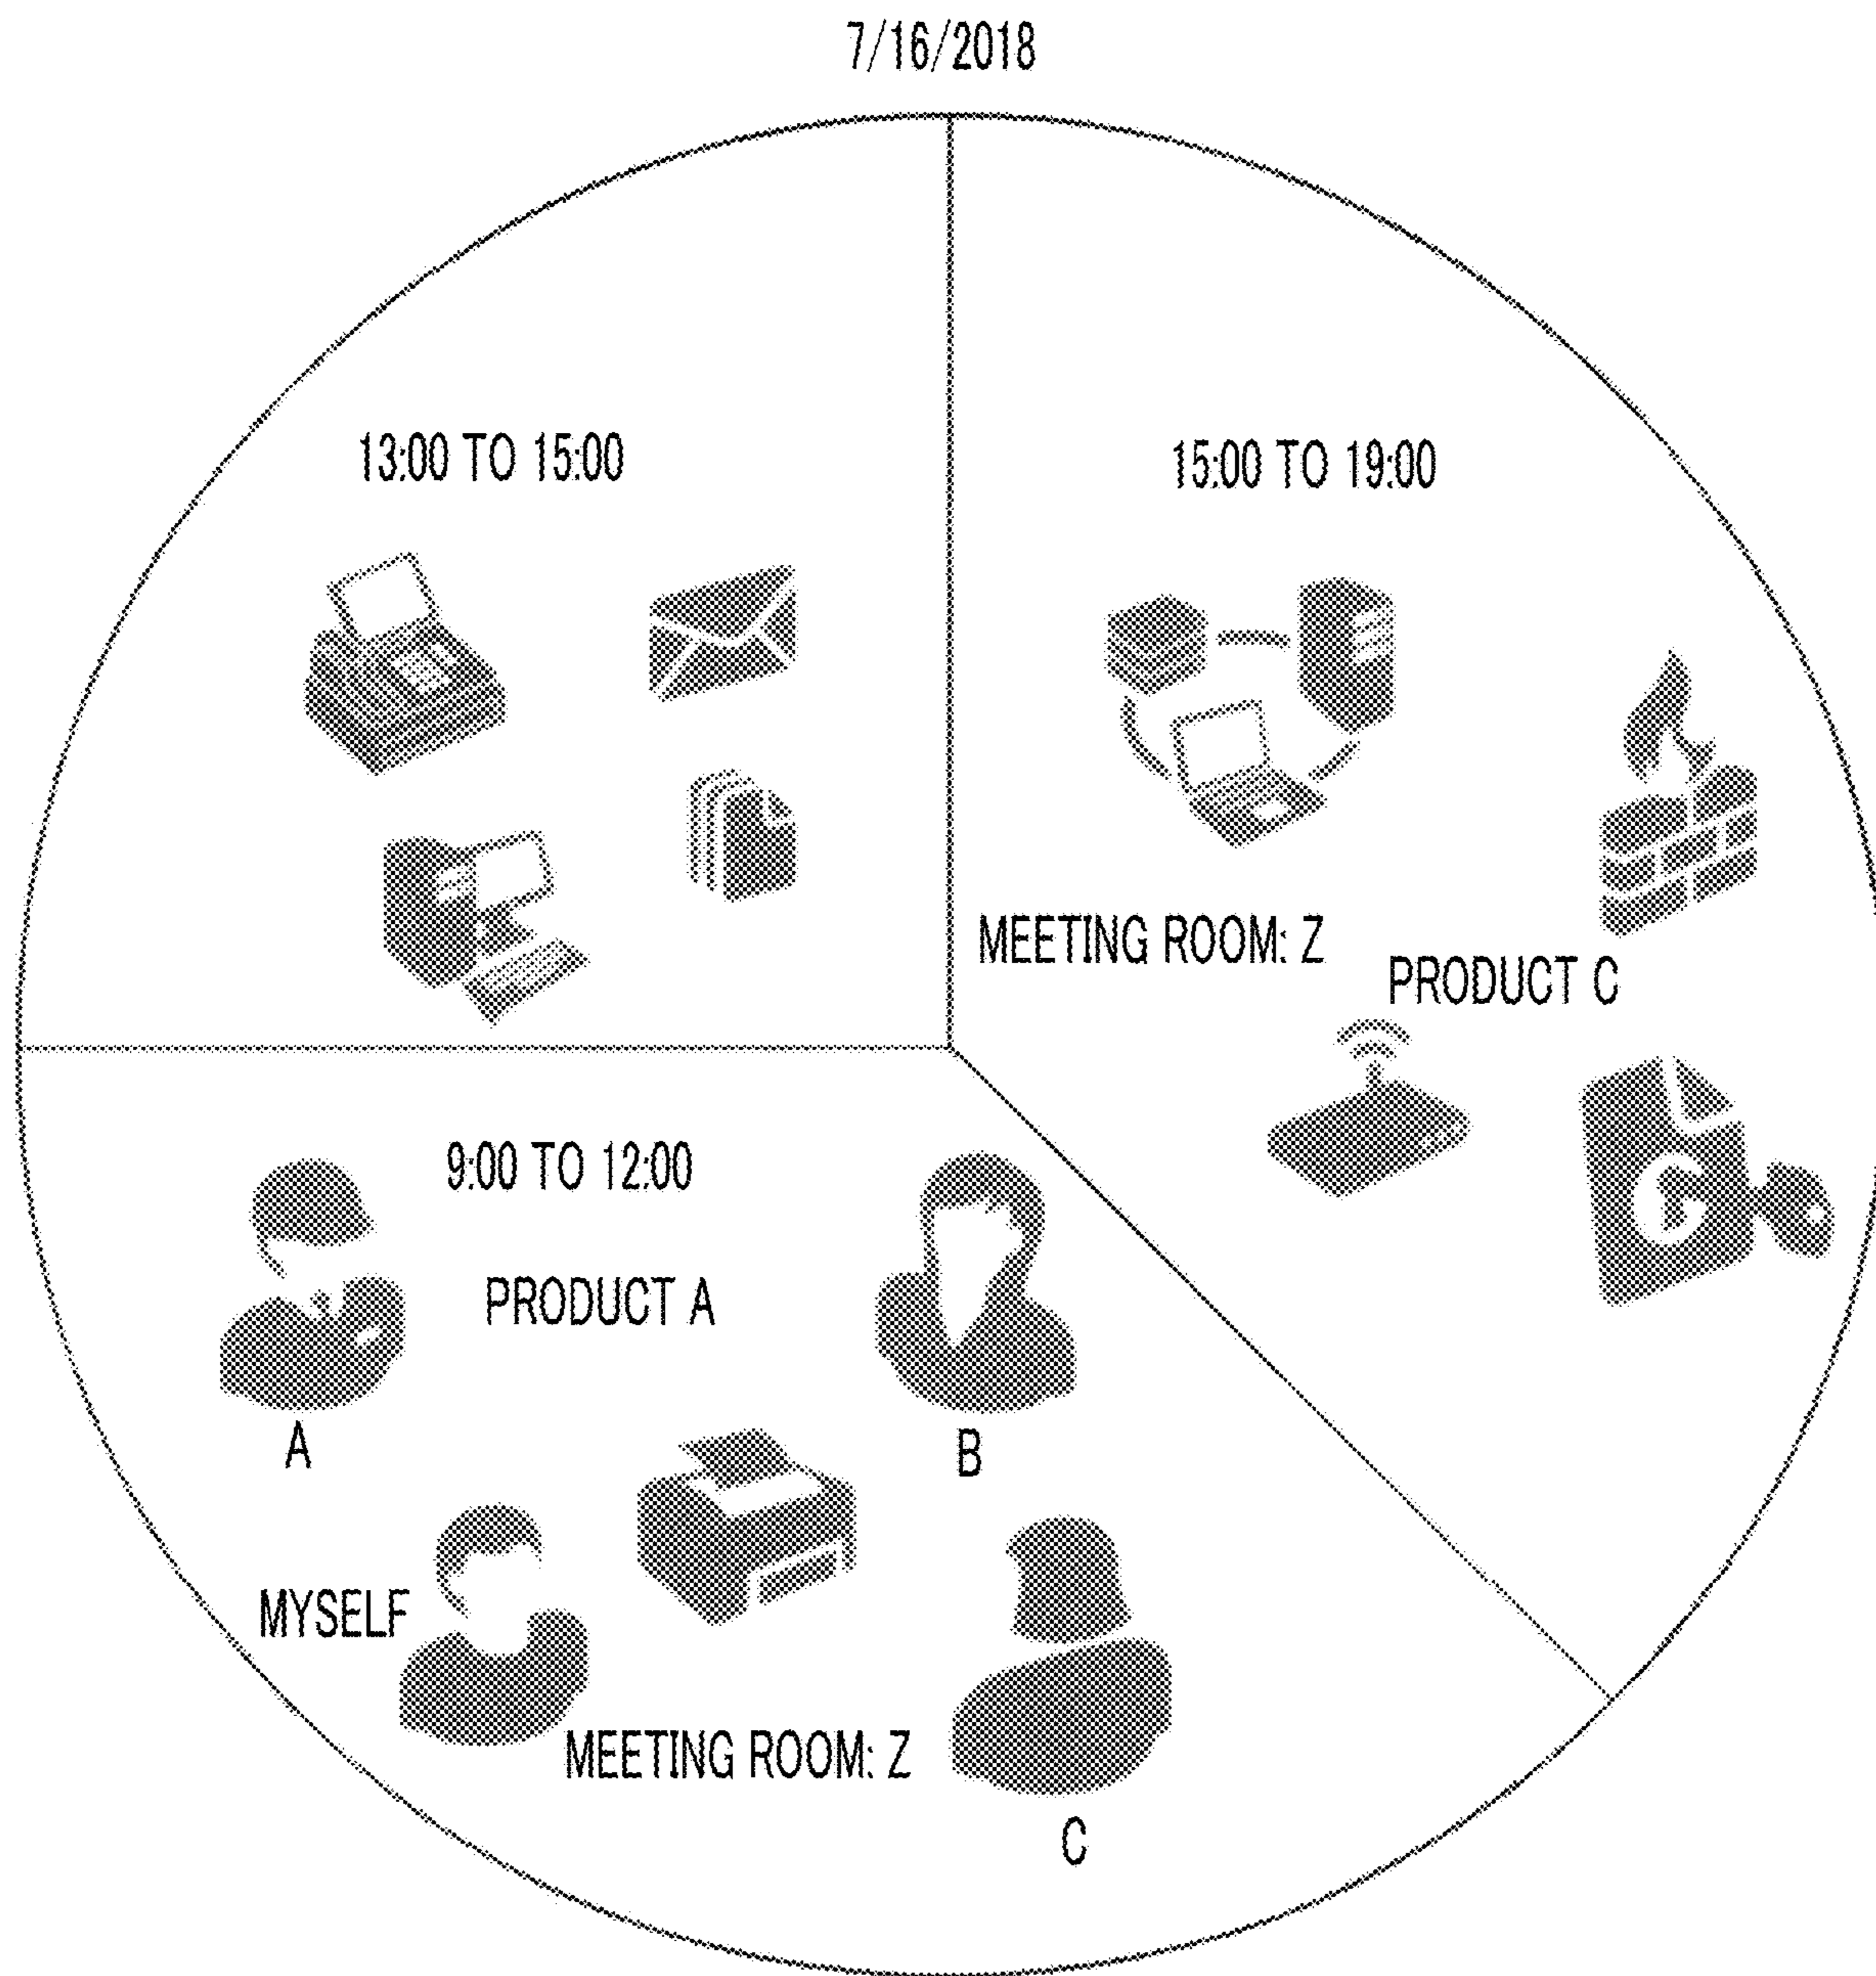 7/16/2018
13:00 TO 15:00
15:00 TO 19:00
MEETING ROOM: Z
PRODUCT C
9:00 TO 12:00
PRODUCT A
A
B
MYSELF
MEETING ROOM: Z
C